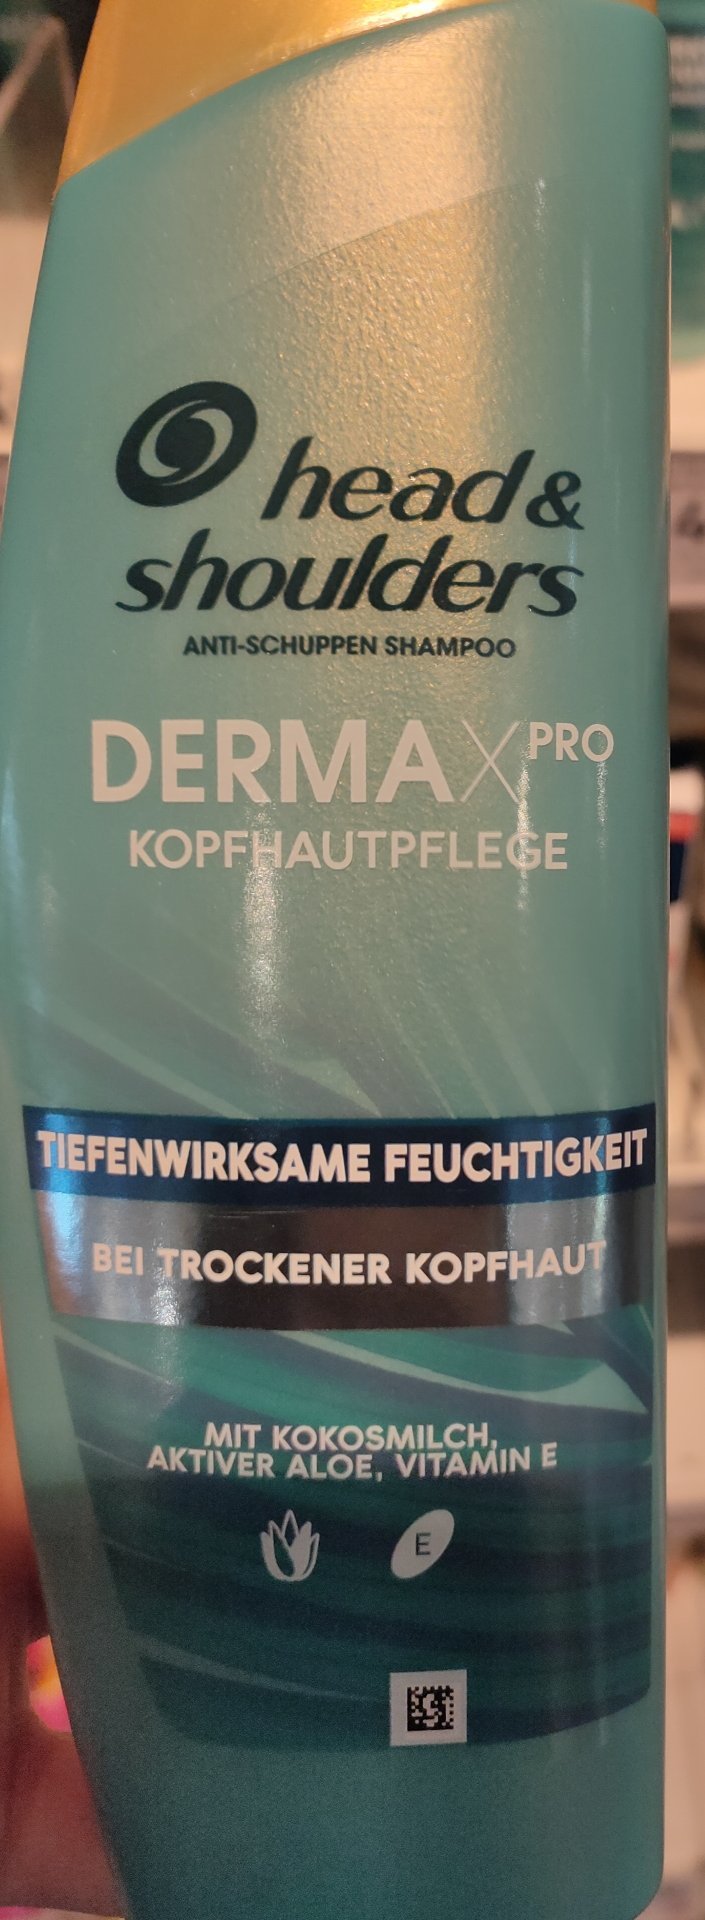 head &
shoulders
ANTI-SCHUPPEN SHAMPOO
DERMAXPRO
KOPFHAUTPFLEGE
TIEFENWIRKSAME FEUCHTIGKEIT
BEI TROCKENER KOPFHAUT
MIT KOKOSMILCH,
AKTIVER ALOE, VITAMIN E
E